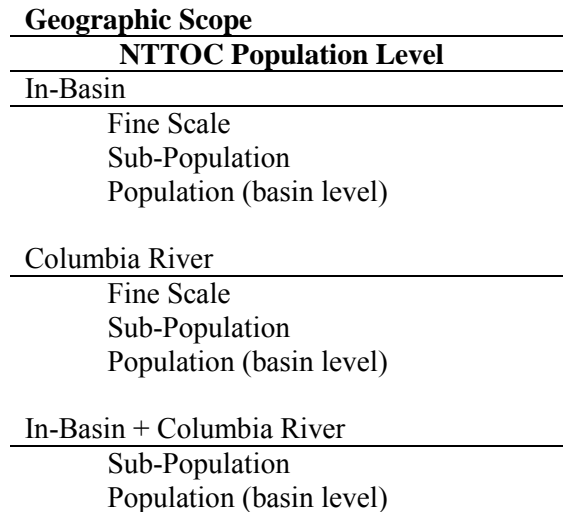 Geographic Scope
NTTOC Population Level
In-Basin
Fine Scale
Sub-Population
Population (basin level)
Columbia River
Fine Scale
Sub-Population
Population (basin level)
In-Basin + Columbia River
Sub-Population
Population (basin level)